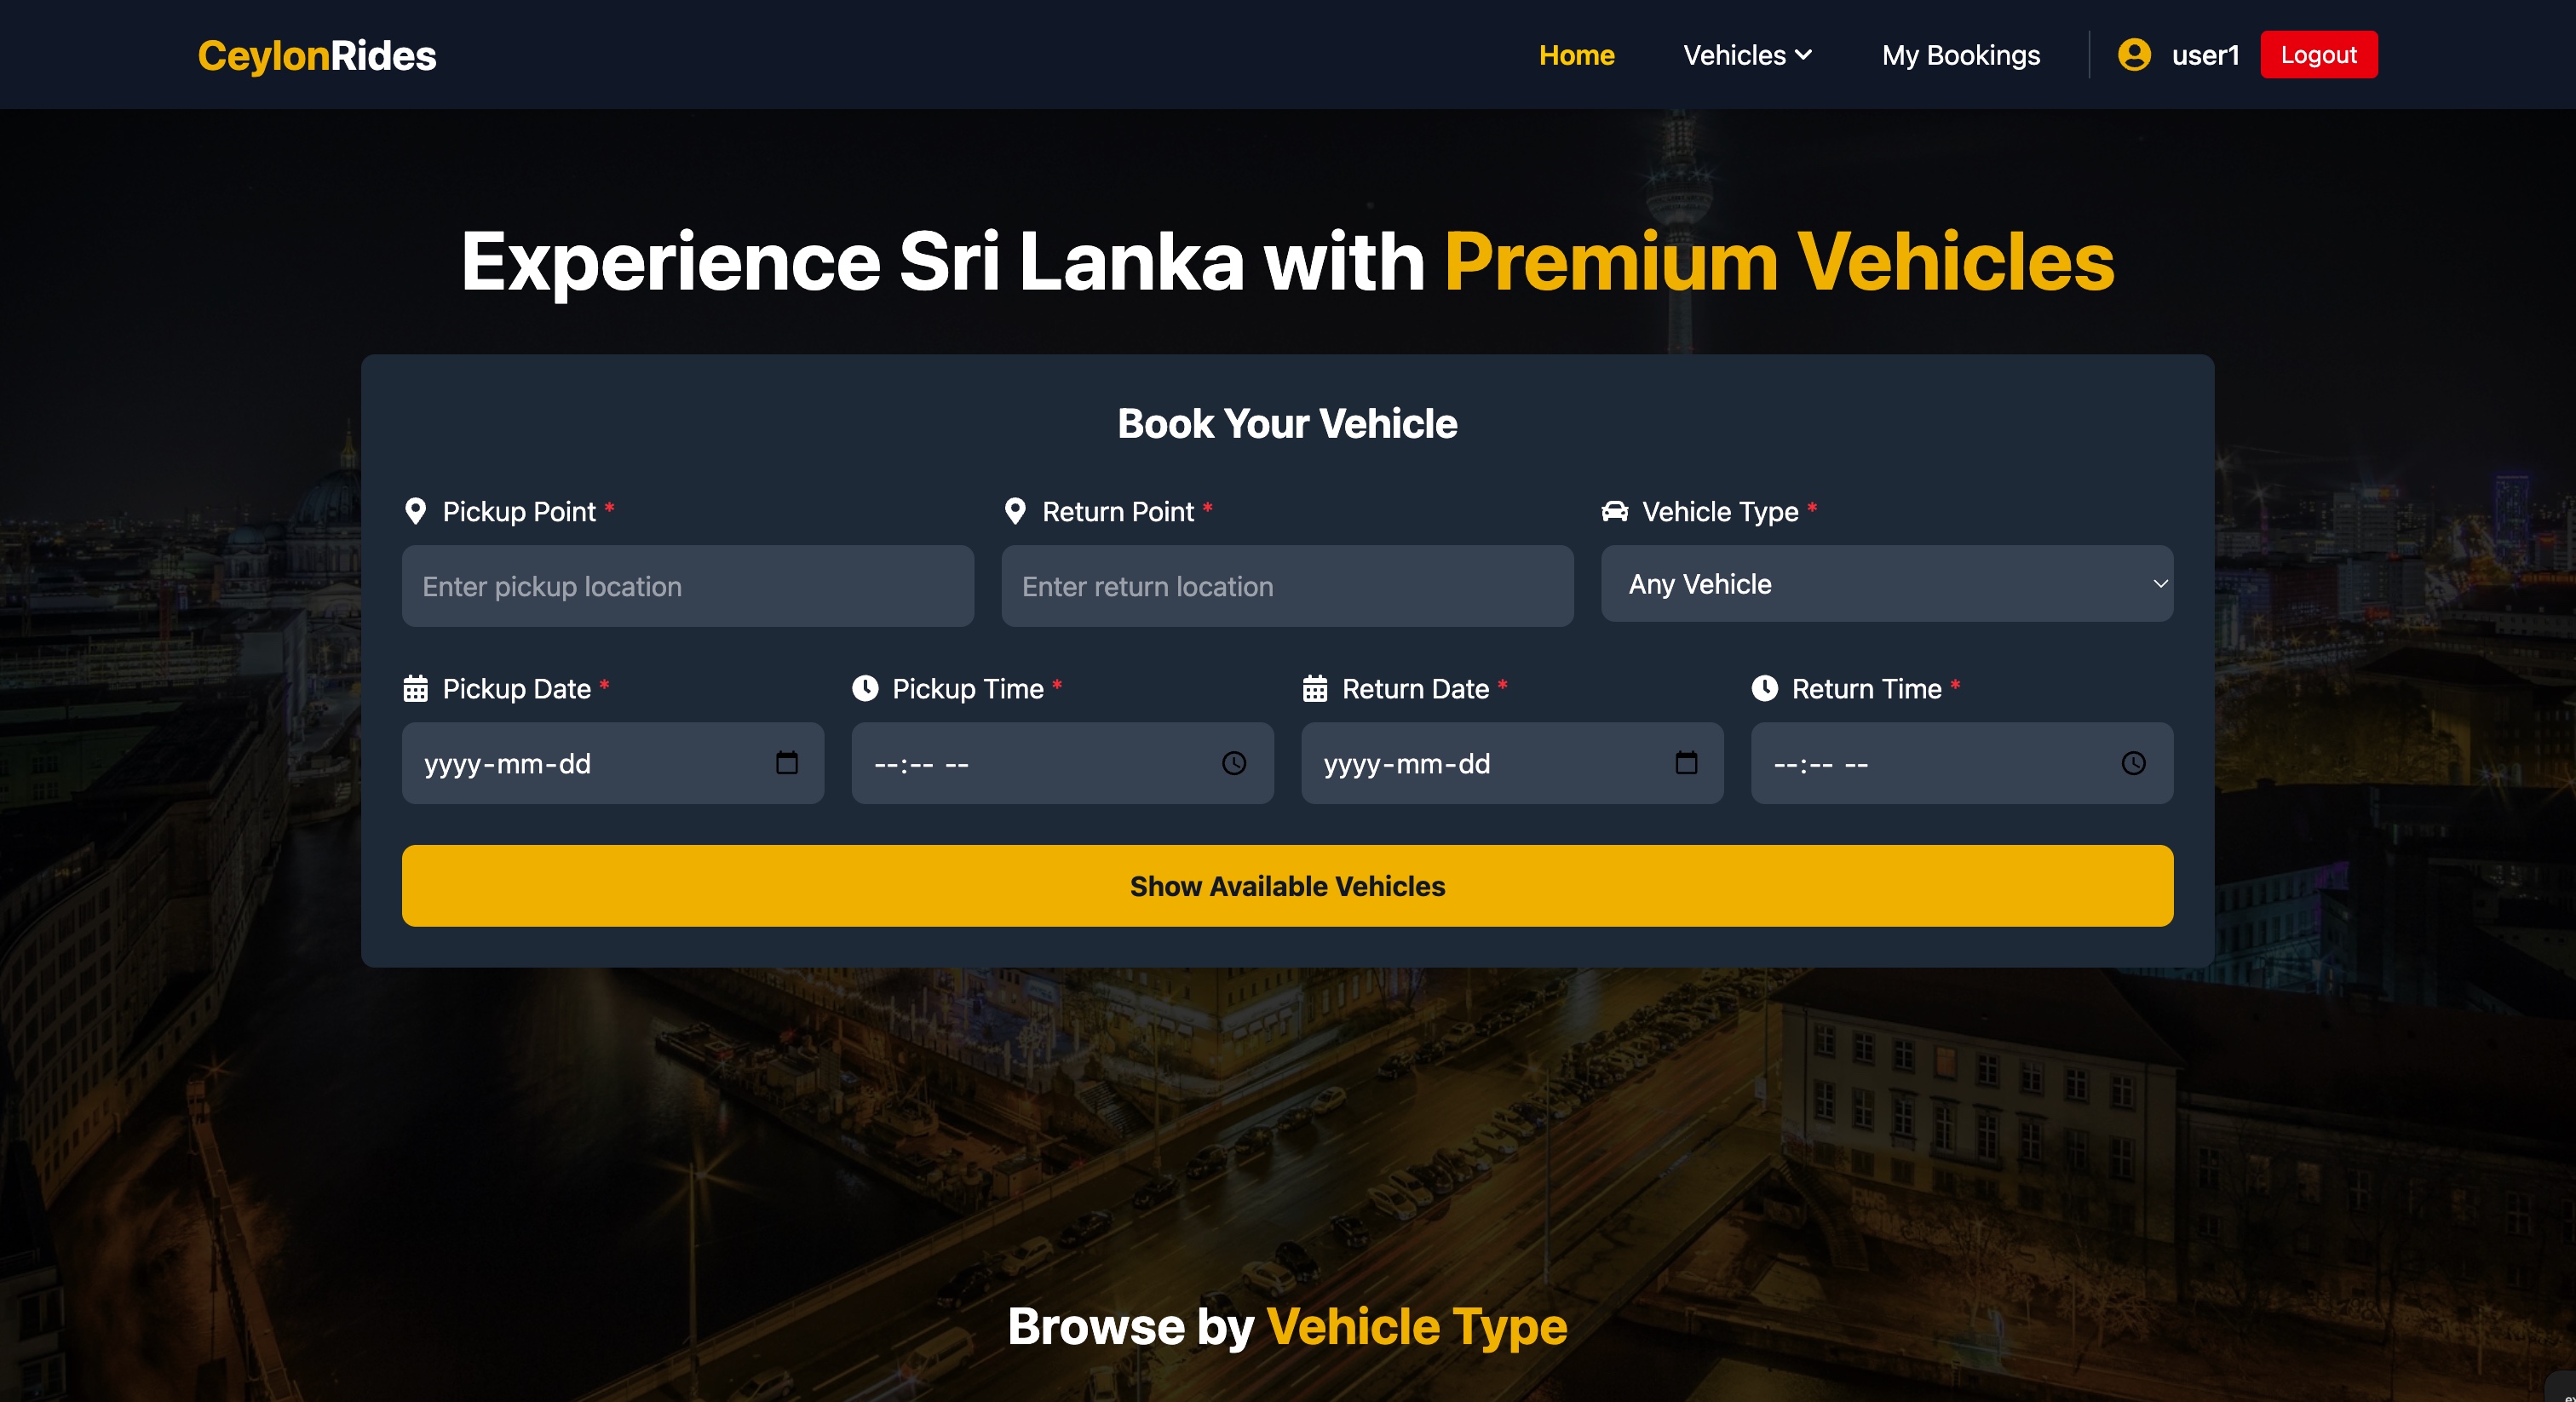 CeylonRides
Home
Vehicles
My Bookings
user1
Logout
Experience Sri Lanka with Premium Vehicles
Book Your Vehicle
Pickup Point *
Return Point *
Vehicle Type *
Enter pickup location
Enter return location
Any Vehicle
Pickup Date *
Pickup Time *
Return Date *
Return Time *
yyyy-mm-dd
--:-- --
yyyy-mm-dd
--:-- --
Show Available Vehicles
Browse by Vehicle Type